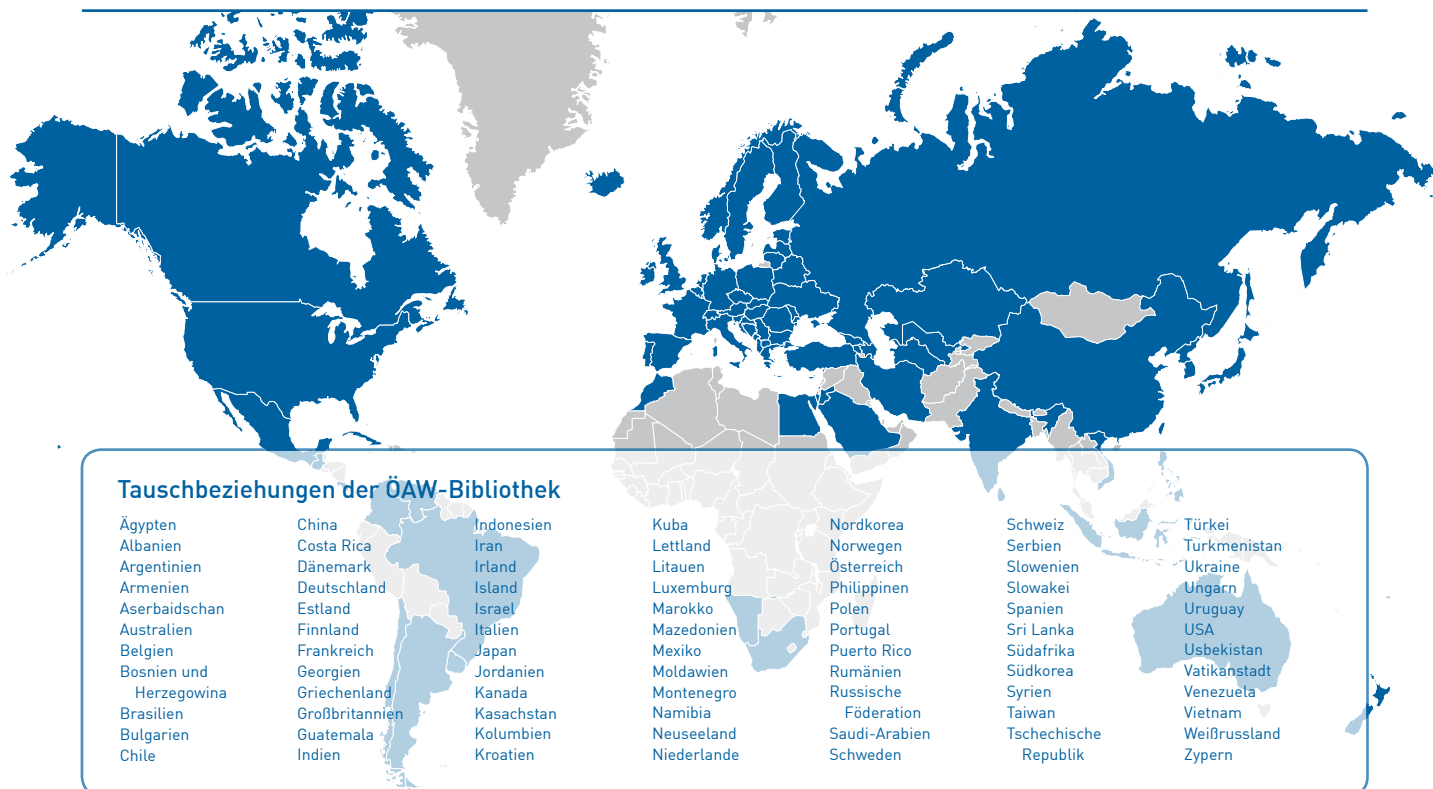 Tauschbeziehungen der ÖAW-Bibliothek
Ägypten
Albanien
Argentinien
Armenien
Aserbaidschan
Australien
Belgien
Bosnien und
Herzegowina
Brasilien
Bulgarien
Chile
China
Costa Rica
Dänemark
Deutschland
Estland
Finnland
Frankreich
Georgien
Griechenland
Großbritannien
Guatemala
Indien
Indonesien
Iran
Irland
Island
Israel
Italien
Japan
Jordanien
Kanada
Kasachstan
Kolumbien
Kroatien
Kuba
Lettland
Litauen
Luxemburg
Marokko
Mazedonien
Mexiko
Moldawien
Montenegro
Namibia
Neuseeland
Niederlande
Nordkorea
Norwegen
Österreich
Philippinen
Polen
Portugal
Puerto Rico
Rumänien
Russische
Föderation
Saudi-Arabien
Schweden
Schweiz
Serbien
Slowenien
Slowakei
Spanien
Sri Lanka
Südafrika
Südkorea
Syrien
Taiwan
Tschechische
Republik
Türkei
Turkmenistan
Ukraine
Ungarn
Uruguay
USA
Usbekistan
Vatikanstadt
Venezuela
Vietnam
Weißrussland
Zypern